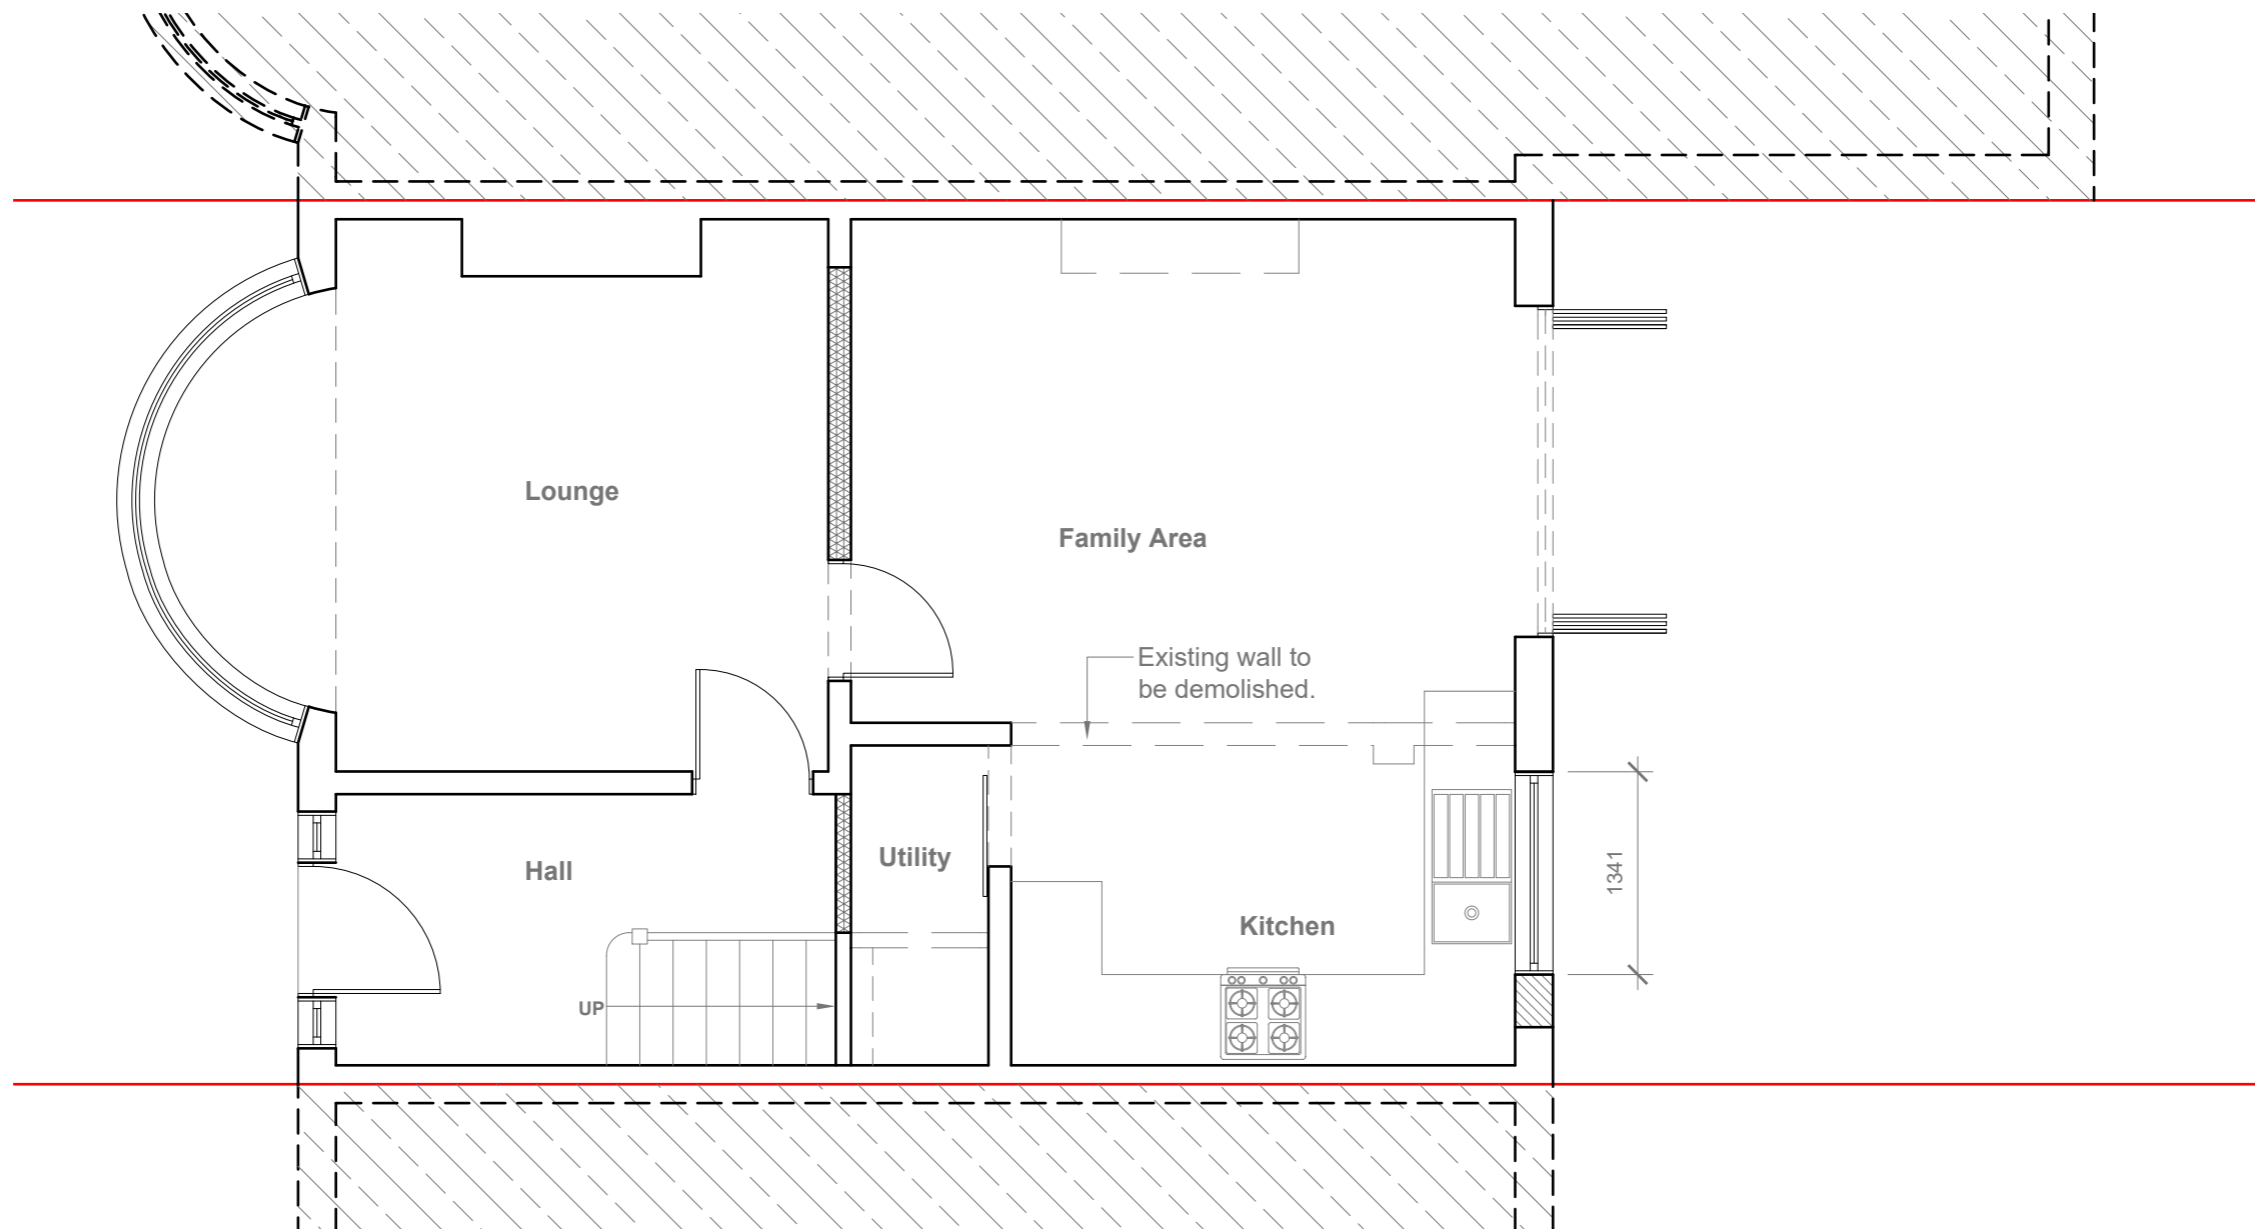 Lounge
Family Area
Existing wall to
be demolished.
Utility
Hall
1341
Kitchen
UP